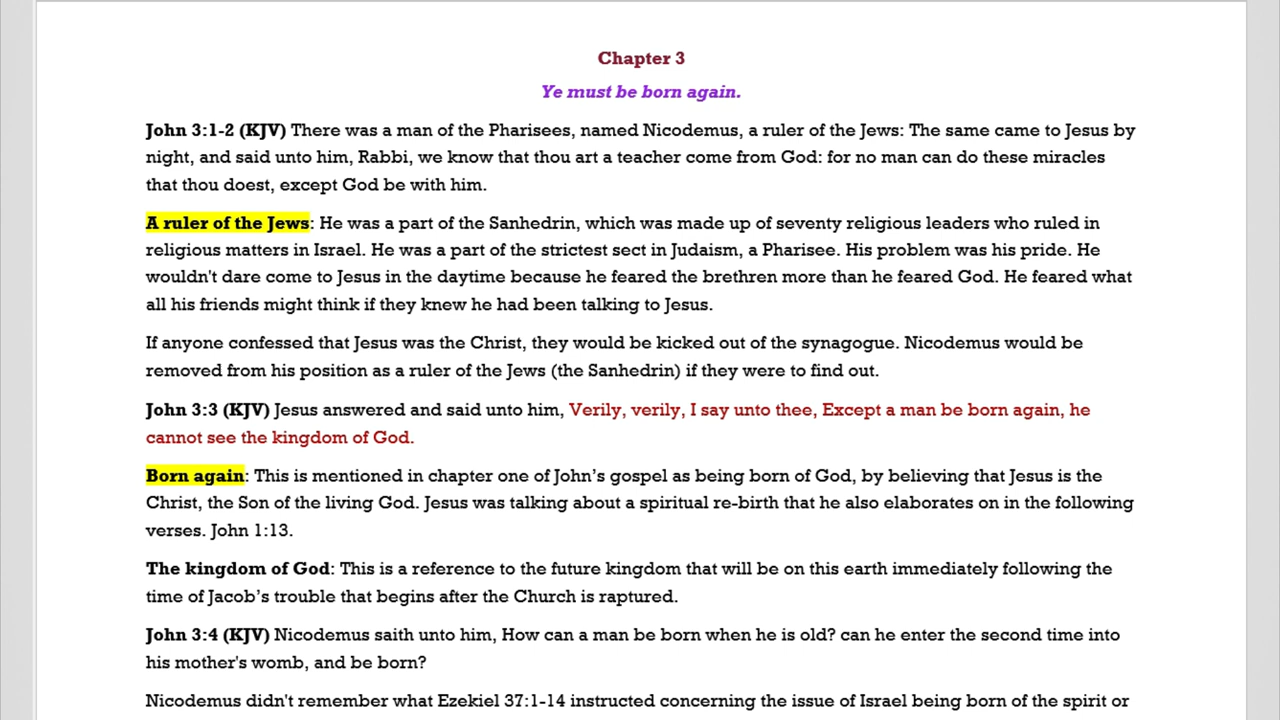 Chapter 3
Ye must be born again.
John 3:1-2 (KJV) There was a man of the Pharisees, named Nicodemus, a ruler of the Jews: The same came to Jesus by
night, and said unto him, Rabbi, we know that thou art a teacher come from God: for no man can do these miracles
that thou doest, except God be with him.
A ruler of the Jews: He was a part of the Sanhedrin, which was made up of seventy religious leaders who ruled in
religious matters in Israel. He was a part of the strictest sect in Judaism, a Pharisee. His problem was his pride. He
wouldn't dare come to Jesus in the daytime because he feared the brethren more than he feared God. He feared what
all his friends might think if they knew he had been talking to Jesus.
If anyone confessed that Jesus was the Christ, they would be kicked out of the synagogue. Nicodemus would be
removed from his position as a ruler of the Jews (the Sanhedrin) if they were to find out.
John 3:3 (KJV) Jesus answered and said unto him, Verily, verily, I say unto thee, Except a man be born again, he
cannot see the kingdom of God.
Born again: This is mentioned in chapter one of John’s gospel as being born of God, by believing that Jesus is the
Christ, the Son of the living God. Jesus was talking about a spiritual re-birth that he also elaborates on in the following
verses. John 1:13.
The kingdom of God: This is a reference to the future kingdom that will be on this earth immediately following the
time of Jacob’s trouble that begins after the Church is raptured.
John 3:4 (KJV) Nicodemus saith unto him, How can a man be born when he is old? can he enter the second time into
his mother's womb, and be born?
Nicodemus didn't remember what Ezekiel 37:1-14 instructed concerning the issue of Israel being born of the spirit or